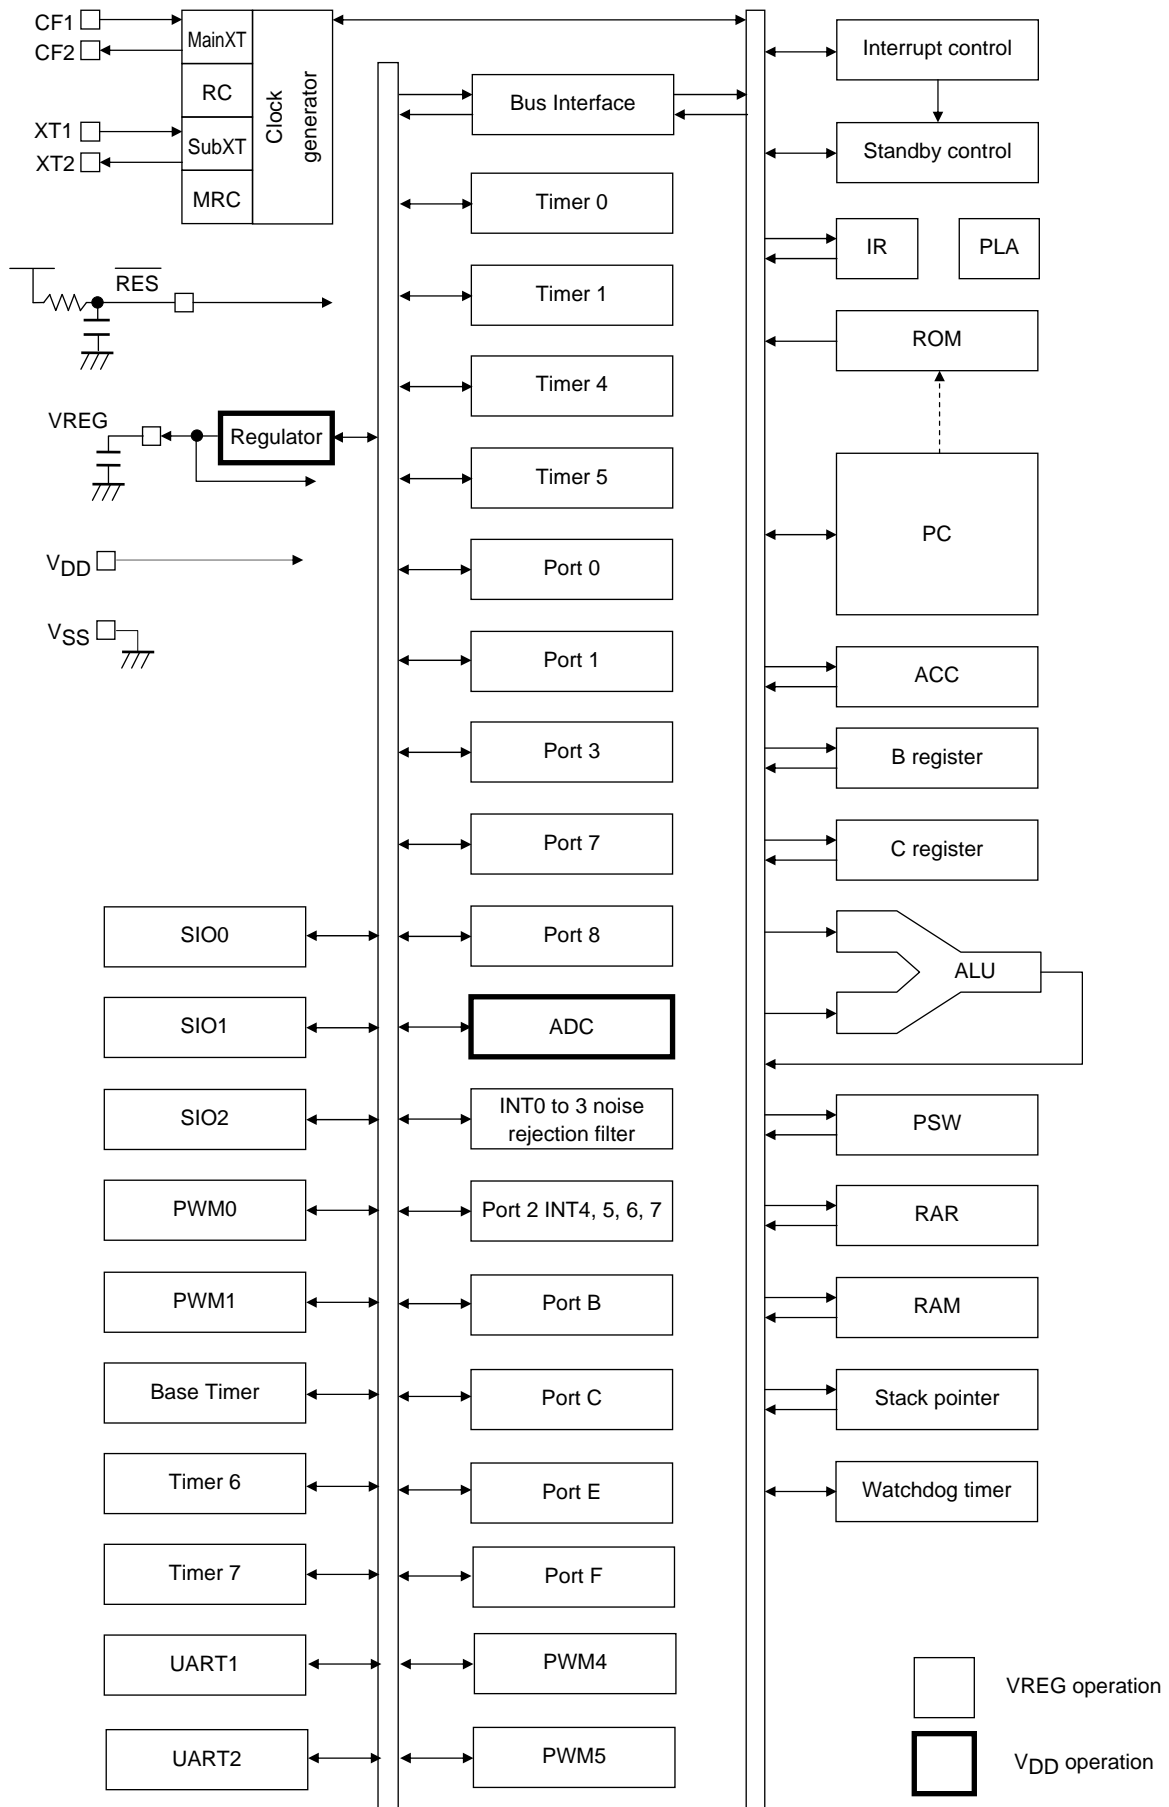 CF1
CF2
XT1
XT2
MainXT
RC
SubXT
MRC
Clock
generator
RES
VREG
Regulator
VDD
VSS
SIO0
SIO1
SIO2
PWM0
PWM1
Base Timer
Timer 6
Timer 7
UART1
UART2
Bus Interface
Timer 0
Timer 1
Timer 4
Timer 5
Port 0
Port 1
Port 3
Port 7
Port 8
ADC
INT0 to 3 noise
rejection filter
Port 2 INT4, 5, 6, 7
Port B
Port C
Port E
Port F
PWM4
PWM5
Interrupt control
Standby control
IR
PLA
ROM
PC
ACC
B register
C register
ALU
PSW
RAR
RAM
Stack pointer
Watchdog timer
VREG operation
VDD operation